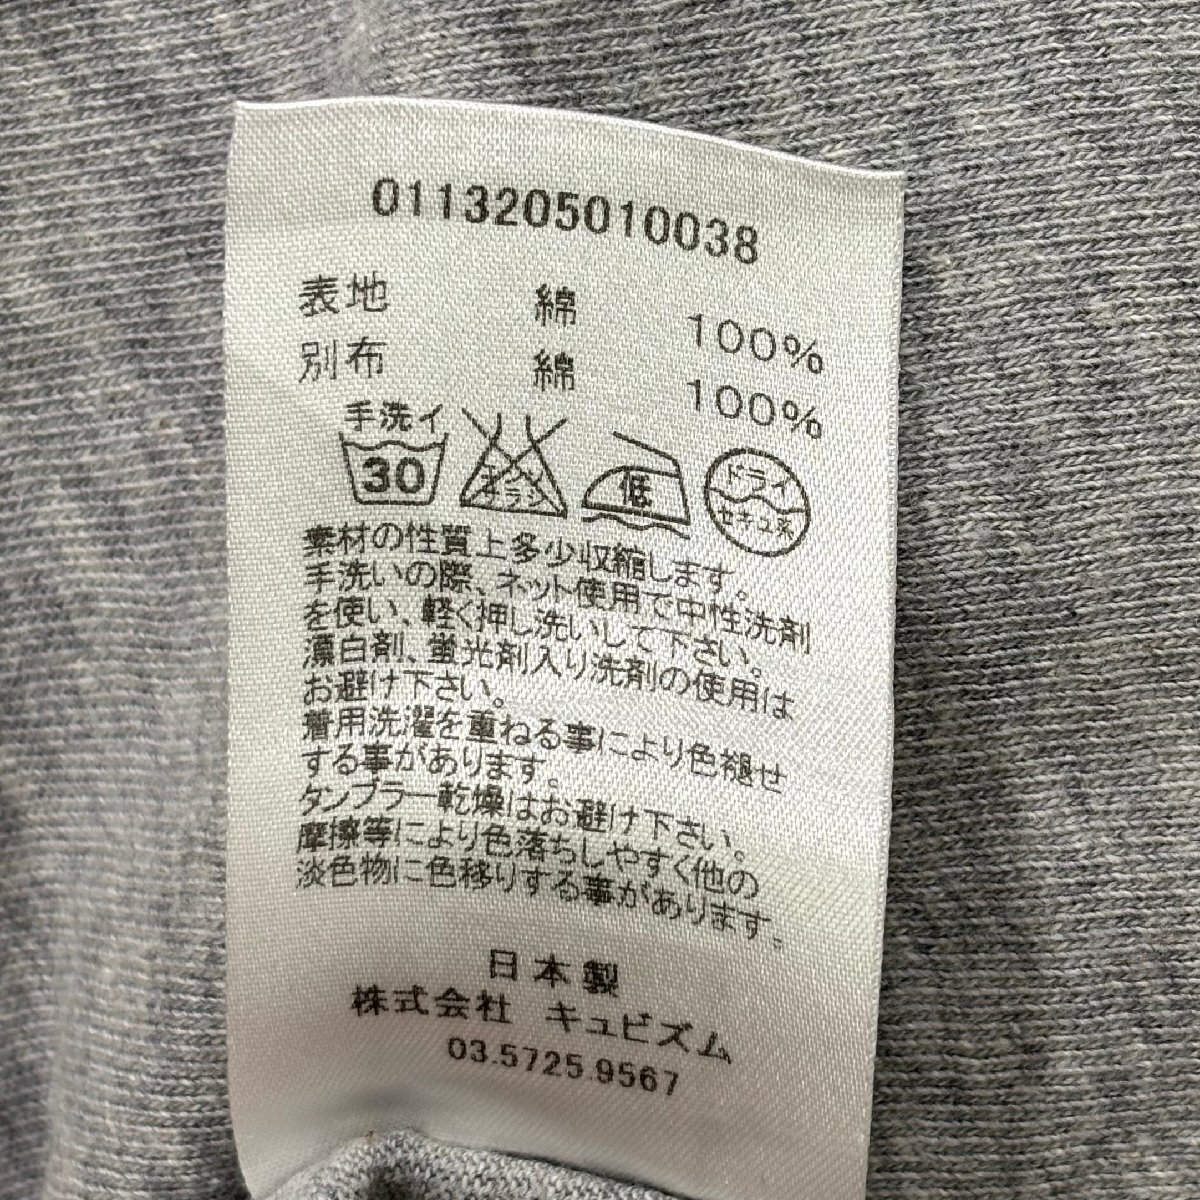 0113205010038
表地 綿 100%
別布 綿 100%
手洗イ
30 エンソ 低 ドライ
サラシ セキユ系
素材の性質上多少収縮します。
手洗いの際、ネット使用で中性洗剤
を使い、軽く押し洗いして下さい。
漂白剤、蛍光剤入り洗剤の使用は
お避け下さい。
着用洗濯を重ねる事により色褪せ
する事があります。
タンブラー乾燥はお避け下さい。
摩擦等により色落ちしやすく他の
淡色物に色移りする事があります。
日本製
株式会社 キュビズム
03.5725.9567